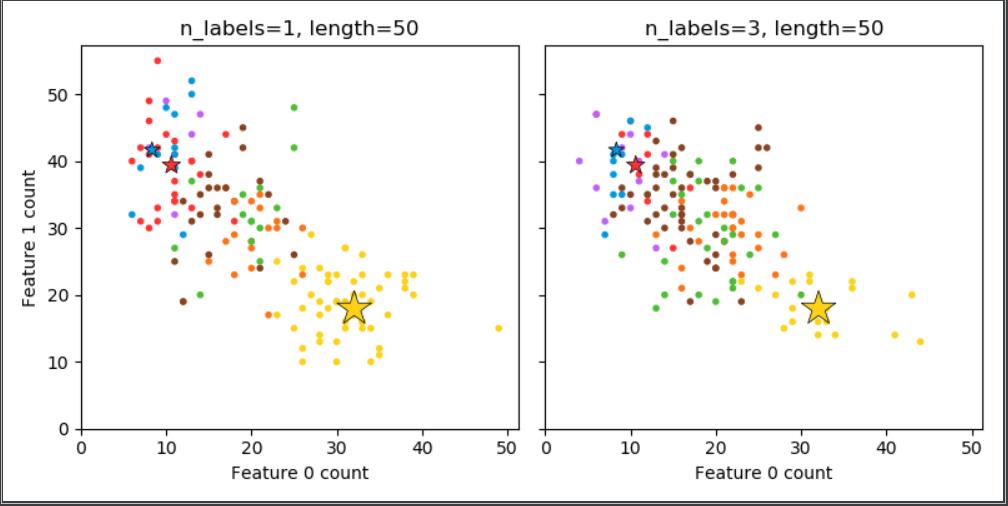 n_labels=1, length=50
n_labels=3, length=50
50
40
30
20
10
0
Feature 1 count
0 10 20 30 40 50
0 10 20 30 40 50
Feature 0 count
Feature 0 count